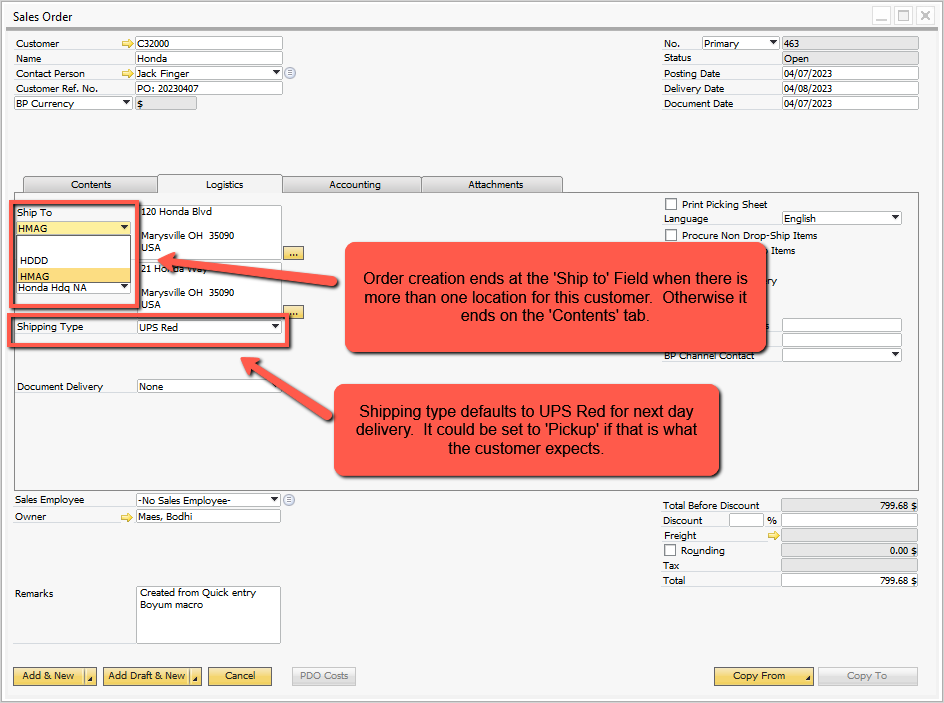 Sales Order
Customer C32000
Name Honda
Contact Person Jack Finger
Customer Ref. No. PO: 20230407
BP Currency $
No. Primary 463
Status Open
Posting Date 04/07/2023
Delivery Date 04/08/2023
Document Date 04/07/2023
Contents Logistics Accounting Attachments
Ship To
HMAG
HDDD
HMAG
Honda Hdq NA
120 Honda Blvd
Marysville OH 35090
USA
...
21 Honda Way
Marysville OH 35090
USA
...
Shipping Type UPS Red
Document Delivery None
Print Picking Sheet
Language English
Procure Non Drop-Ship Items
Items
BP Channel Contact
Order creation ends at the 'Ship to' Field when there is
more than one location for this customer. Otherwise it
ends on the 'Contents' tab.
Shipping type defaults to UPS Red for next day
delivery. It could be set to 'Pickup' if that is what
the customer expects.
Sales Employee -No Sales Employee-
Owner Maes, Bodhi
Total Before Discount 799.68 $
Discount %
Freight
Rounding 0.00 $
Tax
Total 799.68 $
Remarks Created from Quick entry
Boyum macro
Add & New Add Draft & New Cancel PDO Costs Copy From Copy To